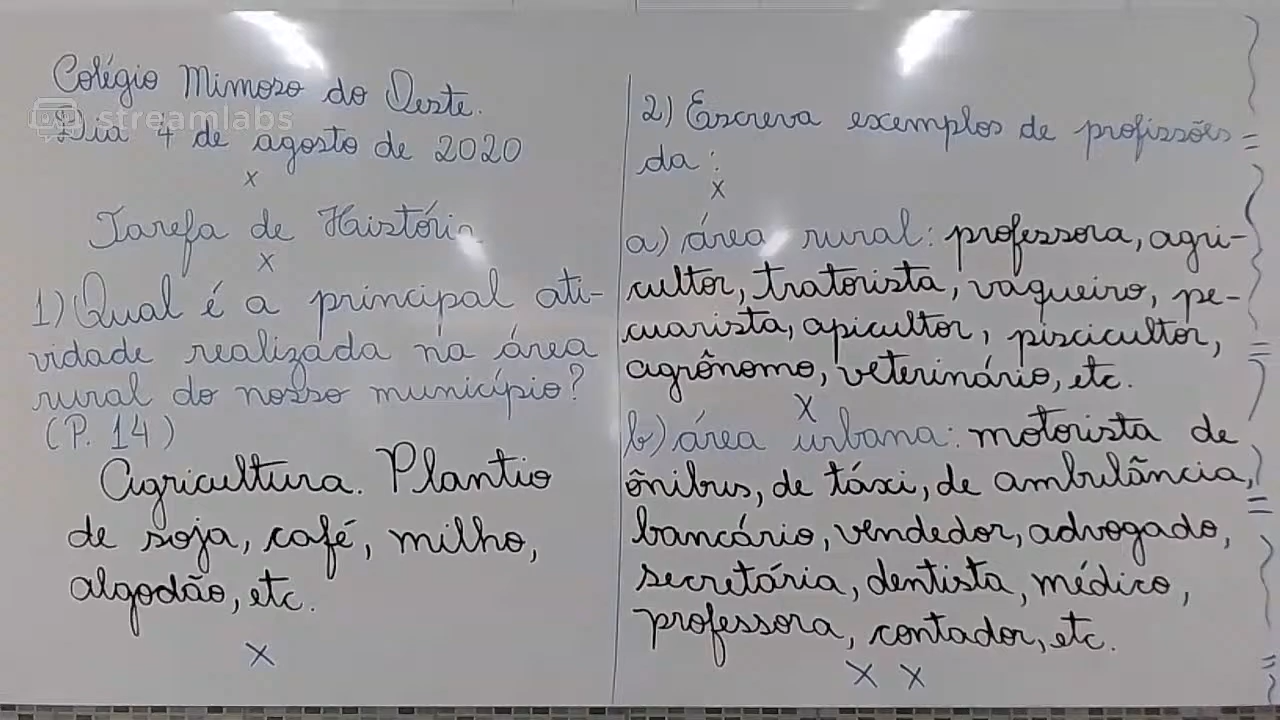 Colégio Mimoso do Oeste.
streamlabs
Dia 4 de agosto de 2020
x
Tarefa de História
x
1) Qual é a principal ati-
vidade realizada na área
rural do nosso município?
(P. 14)
Agricultura. Plantio
de soja, café, milho,
algodão, etc.
x
2) Escreva exemplos de profissões
da:
x
a) área rural: professora, agri-
cultor, tratorista, vaqueiro, pe-
cuarista, apicultor, piscicultor,
agrônomo, veterinário, etc.
x
b) área urbana: motorista de
ônibus, de táxi, de ambulância,
bancário, vendedor, advogado,
secretária, dentista, médico,
professora, contador, etc.
x x